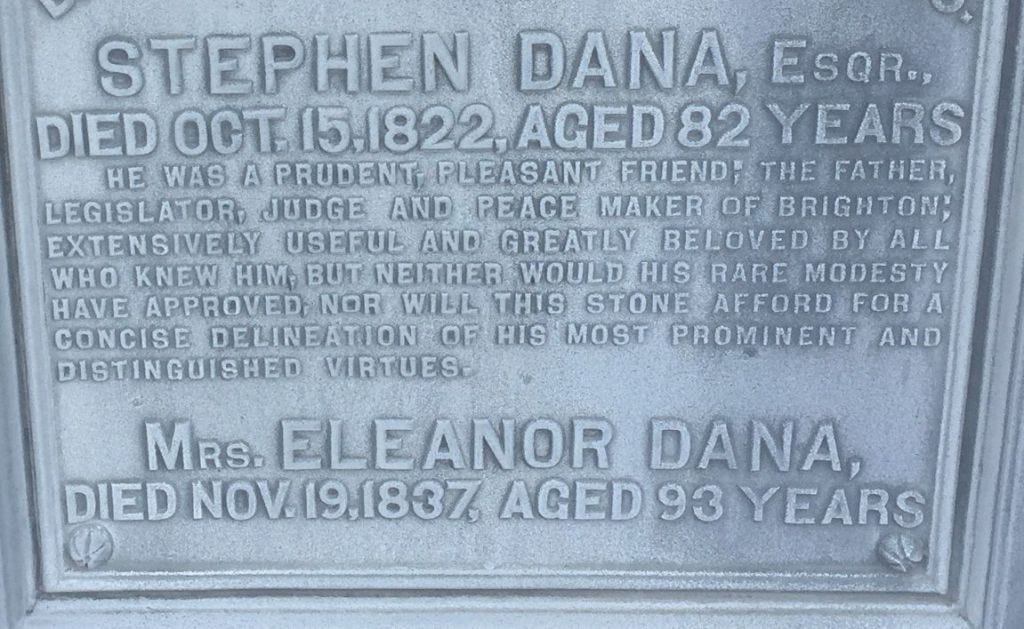 STEPHEN DANA, ESQR.,
DIED OCT. 15, 1822, AGED 82 YEARS
HE WAS A PRUDENT, PLEASANT FRIEND; THE FATHER,
LEGISLATOR, JUDGE AND PEACE MAKER OF BRIGHTON;
EXTENSIVELY USEFUL AND GREATLY BELOVED BY ALL
WHO KNEW HIM, BUT NEITHER WOULD HIS RARE MODESTY
HAVE APPROVED, NOR WILL THIS STONE AFFORD FOR A
CONCISE DELINEATION OF HIS MOST PROMINENT AND
DISTINGUISHED VIRTUES.
MRS. ELEANOR DANA,
DIED NOV. 19, 1837, AGED 93 YEARS